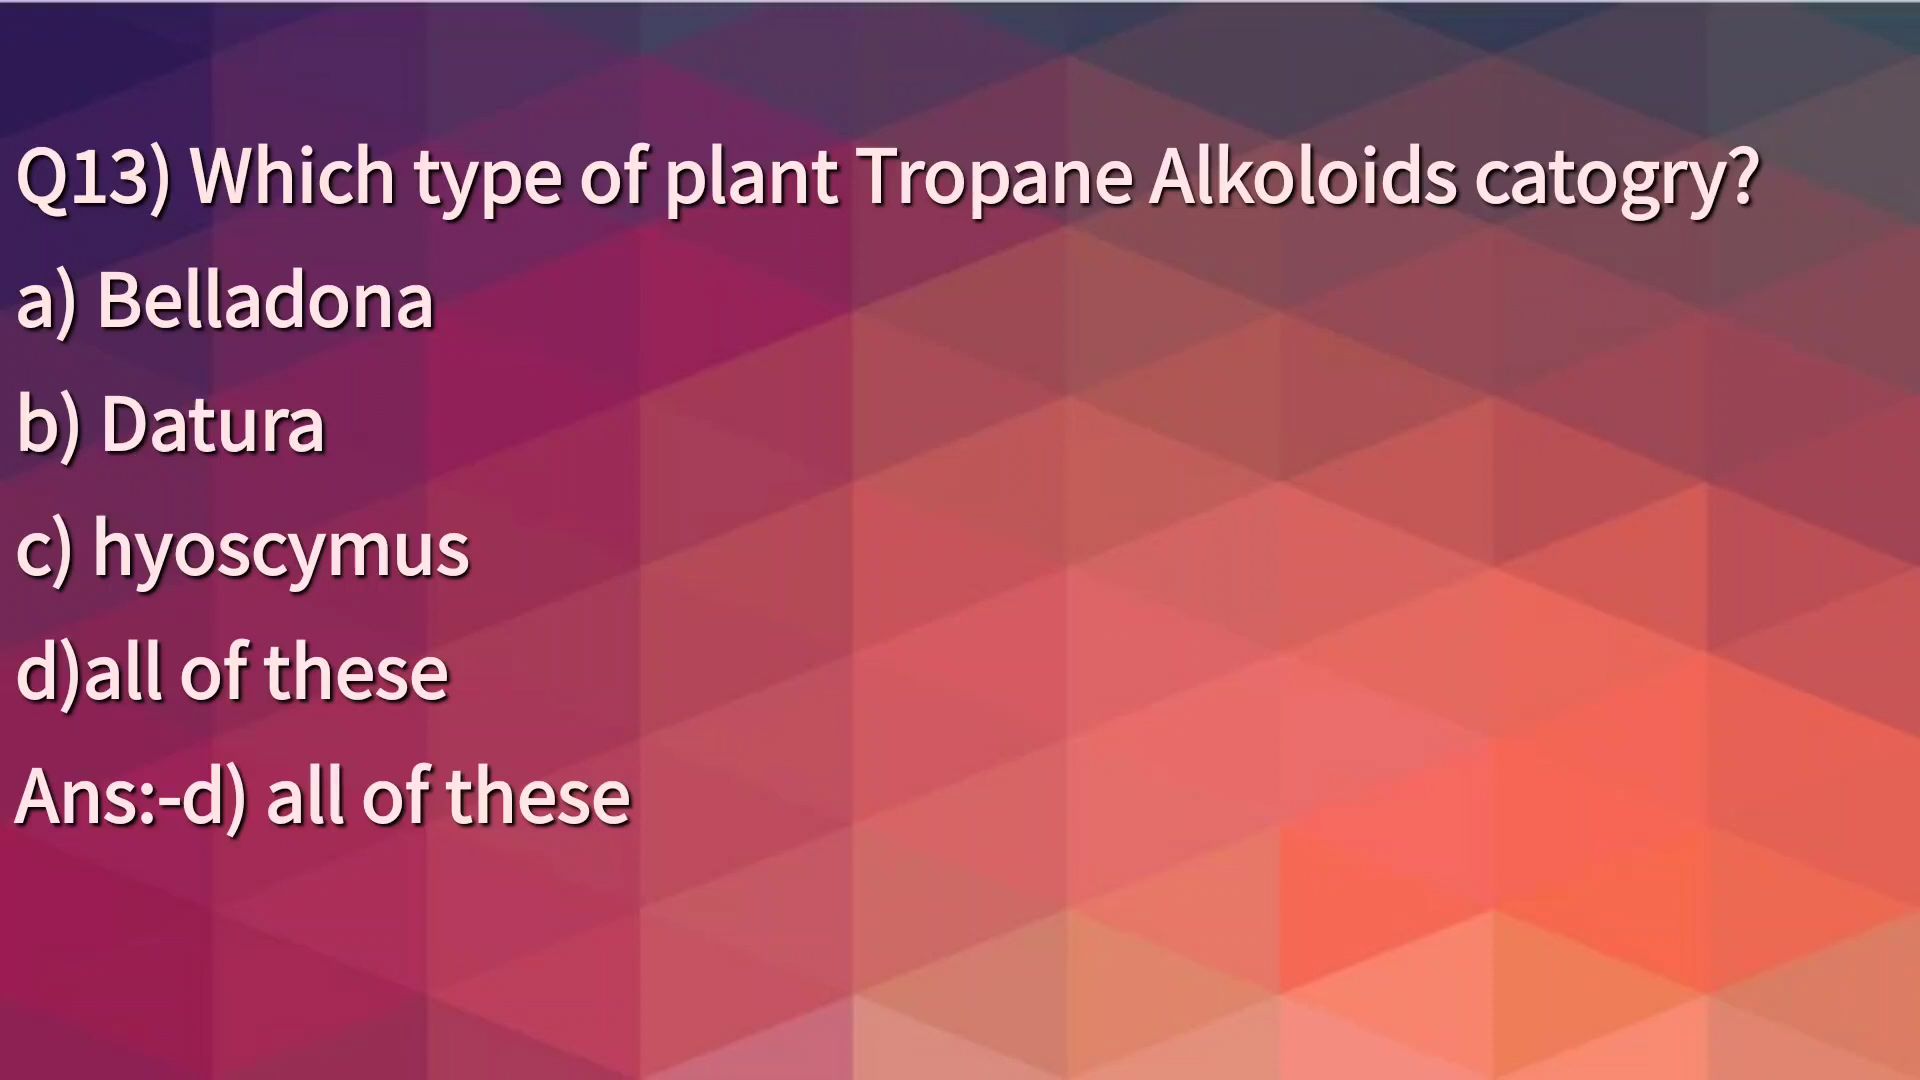 Q13) Which type of plant Tropane Alkoloids catogry?
a) Belladona
b) Datura
c) hyoscymus
d)all of these
Ans:-d) all of these